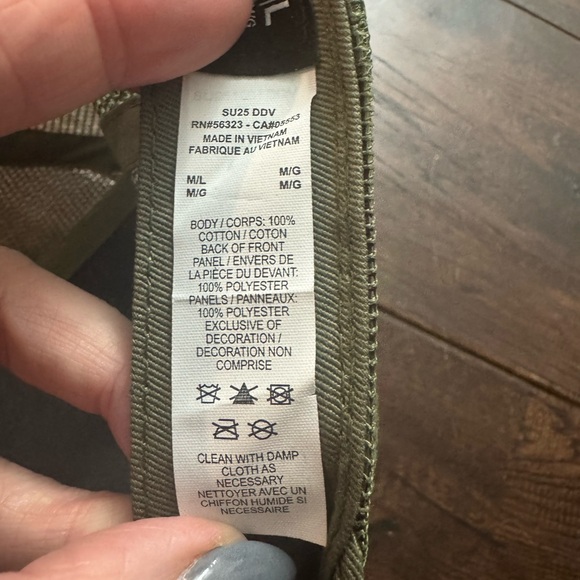 SU25 DDV
RN#56323 - CA#05553
MADE IN VIETNAM
FABRIQUE AU VIETNAM
M/L M/G
M/G M/G
BODY / CORPS: 100%
COTTON / COTON
BACK OF FRONT
PANEL / ENVERS DE
LA PIÈCE DU DEVANT:
100% POLYESTER
PANELS / PANNEAUX:
100% POLYESTER
EXCLUSIVE OF
DECORATION /
DECORATION NON
COMPRISE
CLEAN WITH DAMP
CLOTH AS
NECESSARY
NETTOYER AVEC UN
CHIFFON HUMIDE SI
NECESSAIRE